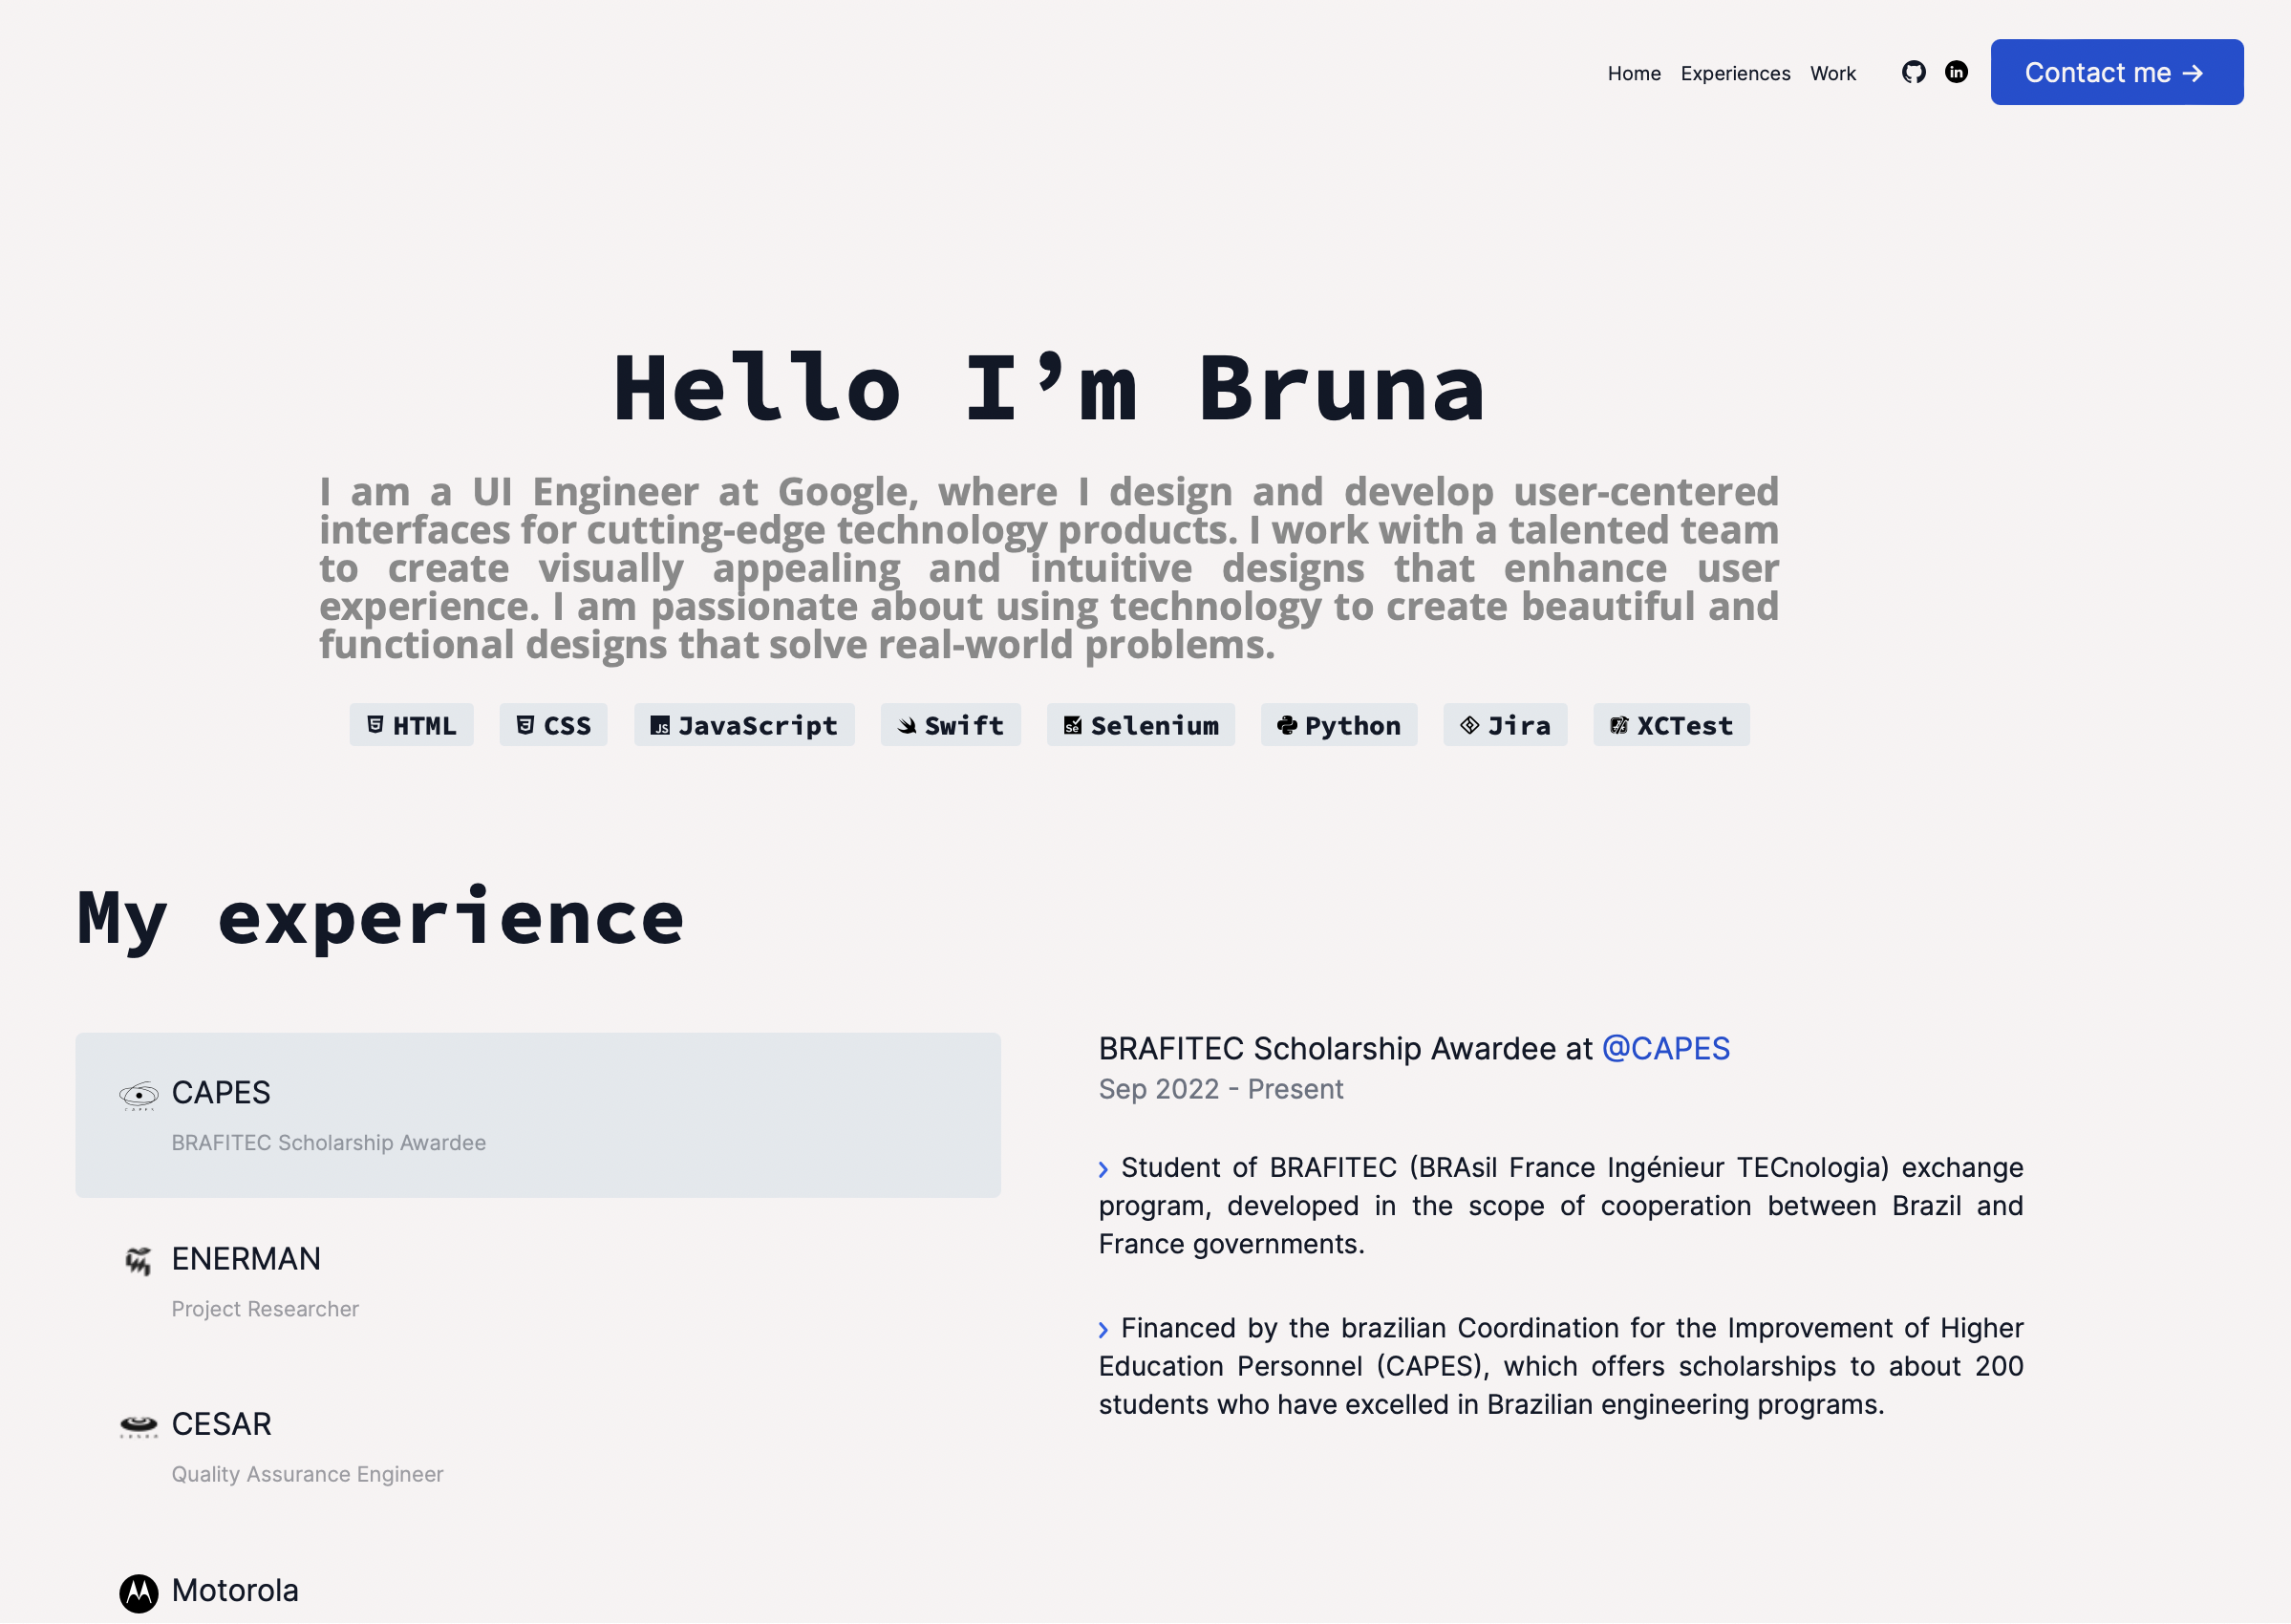 Home Experiences Work Contact me →
Hello I’m Bruna
I am a UI Engineer at Google, where I design and develop user-centered
interfaces for cutting-edge technology products. I work with a talented team
to create visually appealing and intuitive designs that enhance user
experience. I am passionate about using technology to create beautiful and
functional designs that solve real-world problems.
HTML CSS JavaScript Swift Selenium Python Jira XCTest
My experience
CAPES
BRAFITEC Scholarship Awardee
ENERMAN
Project Researcher
CESAR
Quality Assurance Engineer
Motorola
BRAFITEC Scholarship Awardee at @CAPES
Sep 2022 - Present
› Student of BRAFITEC (BRAsil France Ingénieur TECnologia) exchange
program, developed in the scope of cooperation between Brazil and
France governments.
› Financed by the brazilian Coordination for the Improvement of Higher
Education Personnel (CAPES), which offers scholarships to about 200
students who have excelled in Brazilian engineering programs.